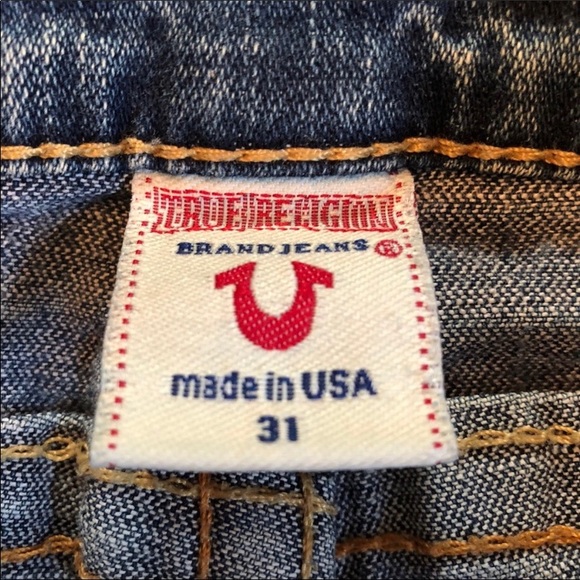 TRUE RELIGION
BRAND JEANS ®
made in USA
31